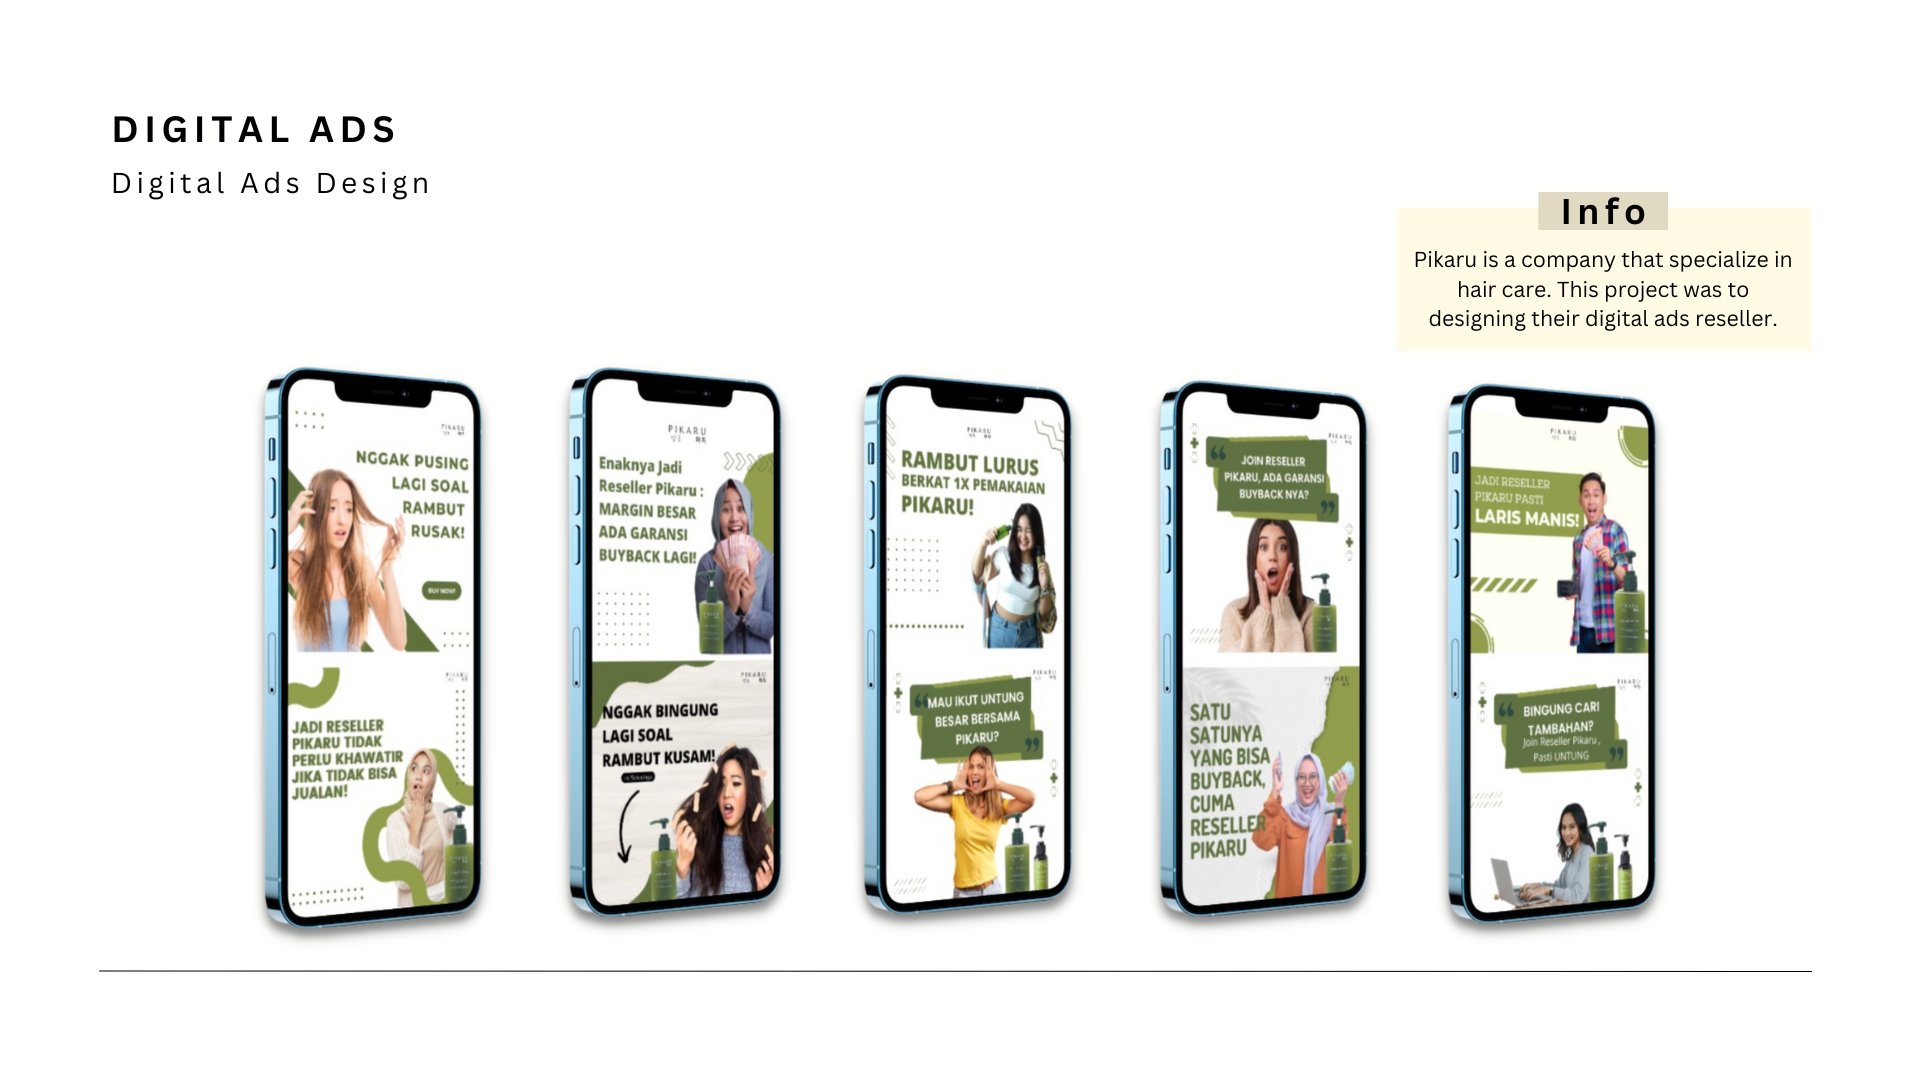 DIGITAL ADS
Digital Ads Design
Info
Pikaru is a company that specialize in
hair care. This project was to
designing their digital ads reseller.
PIKARU
NGGAK PUSING
LAGI SOAL
RAMBUT
RUSAK!
BUY NOW!
PIKARU
JADI RESELLER
PIKARU TIDAK
PERLU KHAWATIR
JIKA TIDAK BISA
JUALAN!
PIKARU
Enaknya Jadi
Reseller Pikaru :
MARGIN BESAR
ADA GARANSI
BUYBACK LAGI!
PIKARU
NGGAK BINGUNG
LAGI SOAL
RAMBUT KUSAM!
PIKARU
RAMBUT LURUS
BERKAT 1X PEMAKAIAN
PIKARU!
PIKARU
MAU IKUT UNTUNG
BESAR BERSAMA
PIKARU?
PIKARU
JOIN RESELLER
PIKARU, ADA GARANSI
BUYBACK NYA?
PIKARU
SATU
SATUNYA
YANG BISA
BUYBACK,
CUMA
RESELLER
PIKARU
PIKARU
JADI RESELLER
PIKARU PASTI
LARIS MANIS!
PIKARU
BINGUNG CARI
TAMBAHAN?
Join Reseller Pikaru ,
Pasti UNTUNG